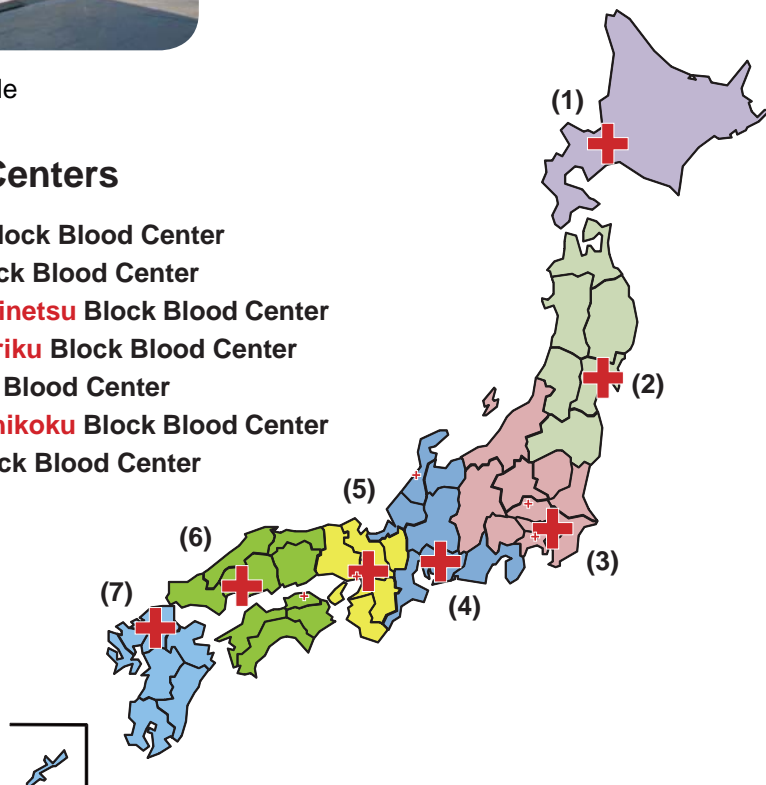 le
Centers
lock Blood Center
ck Blood Center
inetsu Block Blood Center
riku Block Blood Center
Blood Center
hikoku Block Blood Center
ck Blood Center
(1)
(2)
(3)
(4)
(5)
(6)
(7)